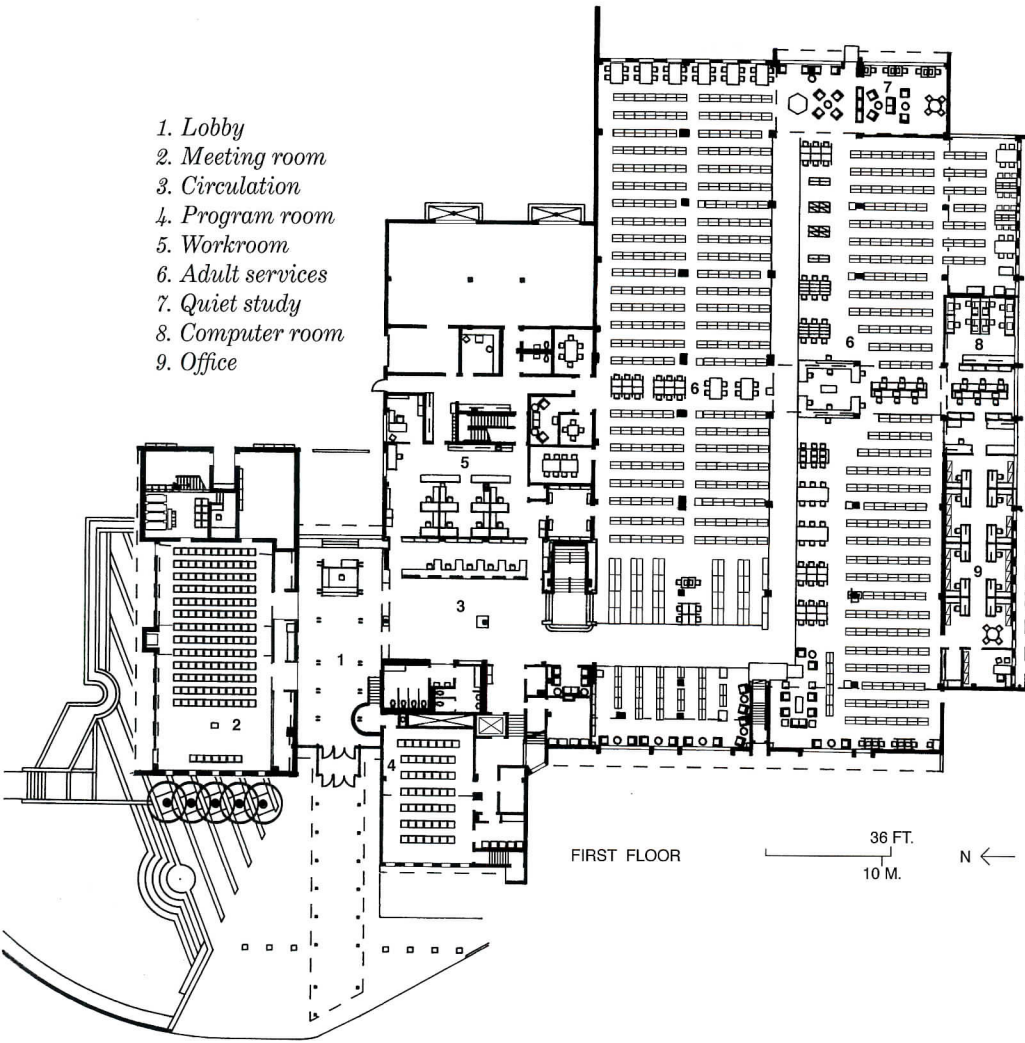 1. Lobby
2. Meeting room
3. Circulation
4. Program room
5. Workroom
6. Adult services
7. Quiet study
8. Computer room
9. Office
7
8
6
6
5
9
3
1
2
4
FIRST FLOOR
36 FT.
10 M.
N